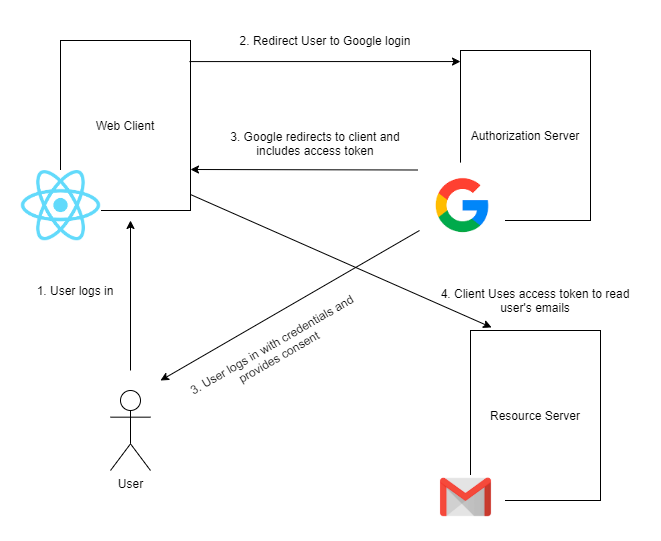 2. Redirect User to Google login
Web Client
3. Google redirects to client and
includes access token
Authorization Server
1. User logs in
4. Client Uses access token to read
user's emails
3. User logs in with credentials and
provides consent
Resource Server
User